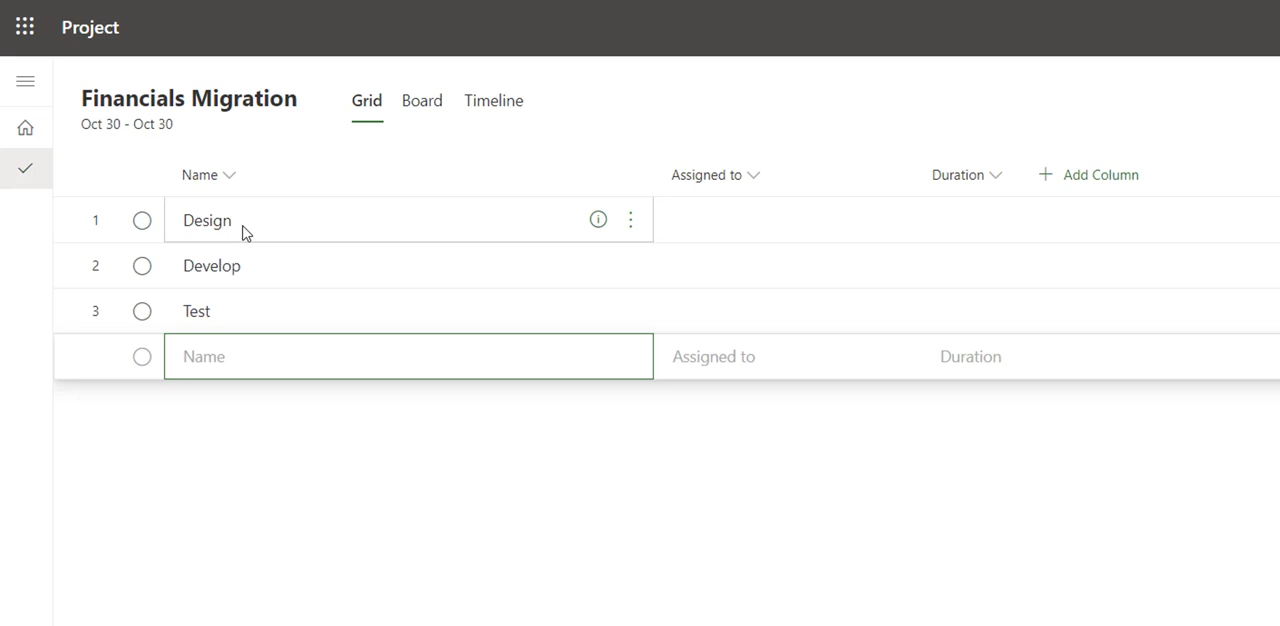 Project
Financials Migration
Grid Board Timeline
Oct 30 - Oct 30
Name Assigned to Duration + Add Column
1 Design
2 Develop
3 Test
Name Assigned to Duration